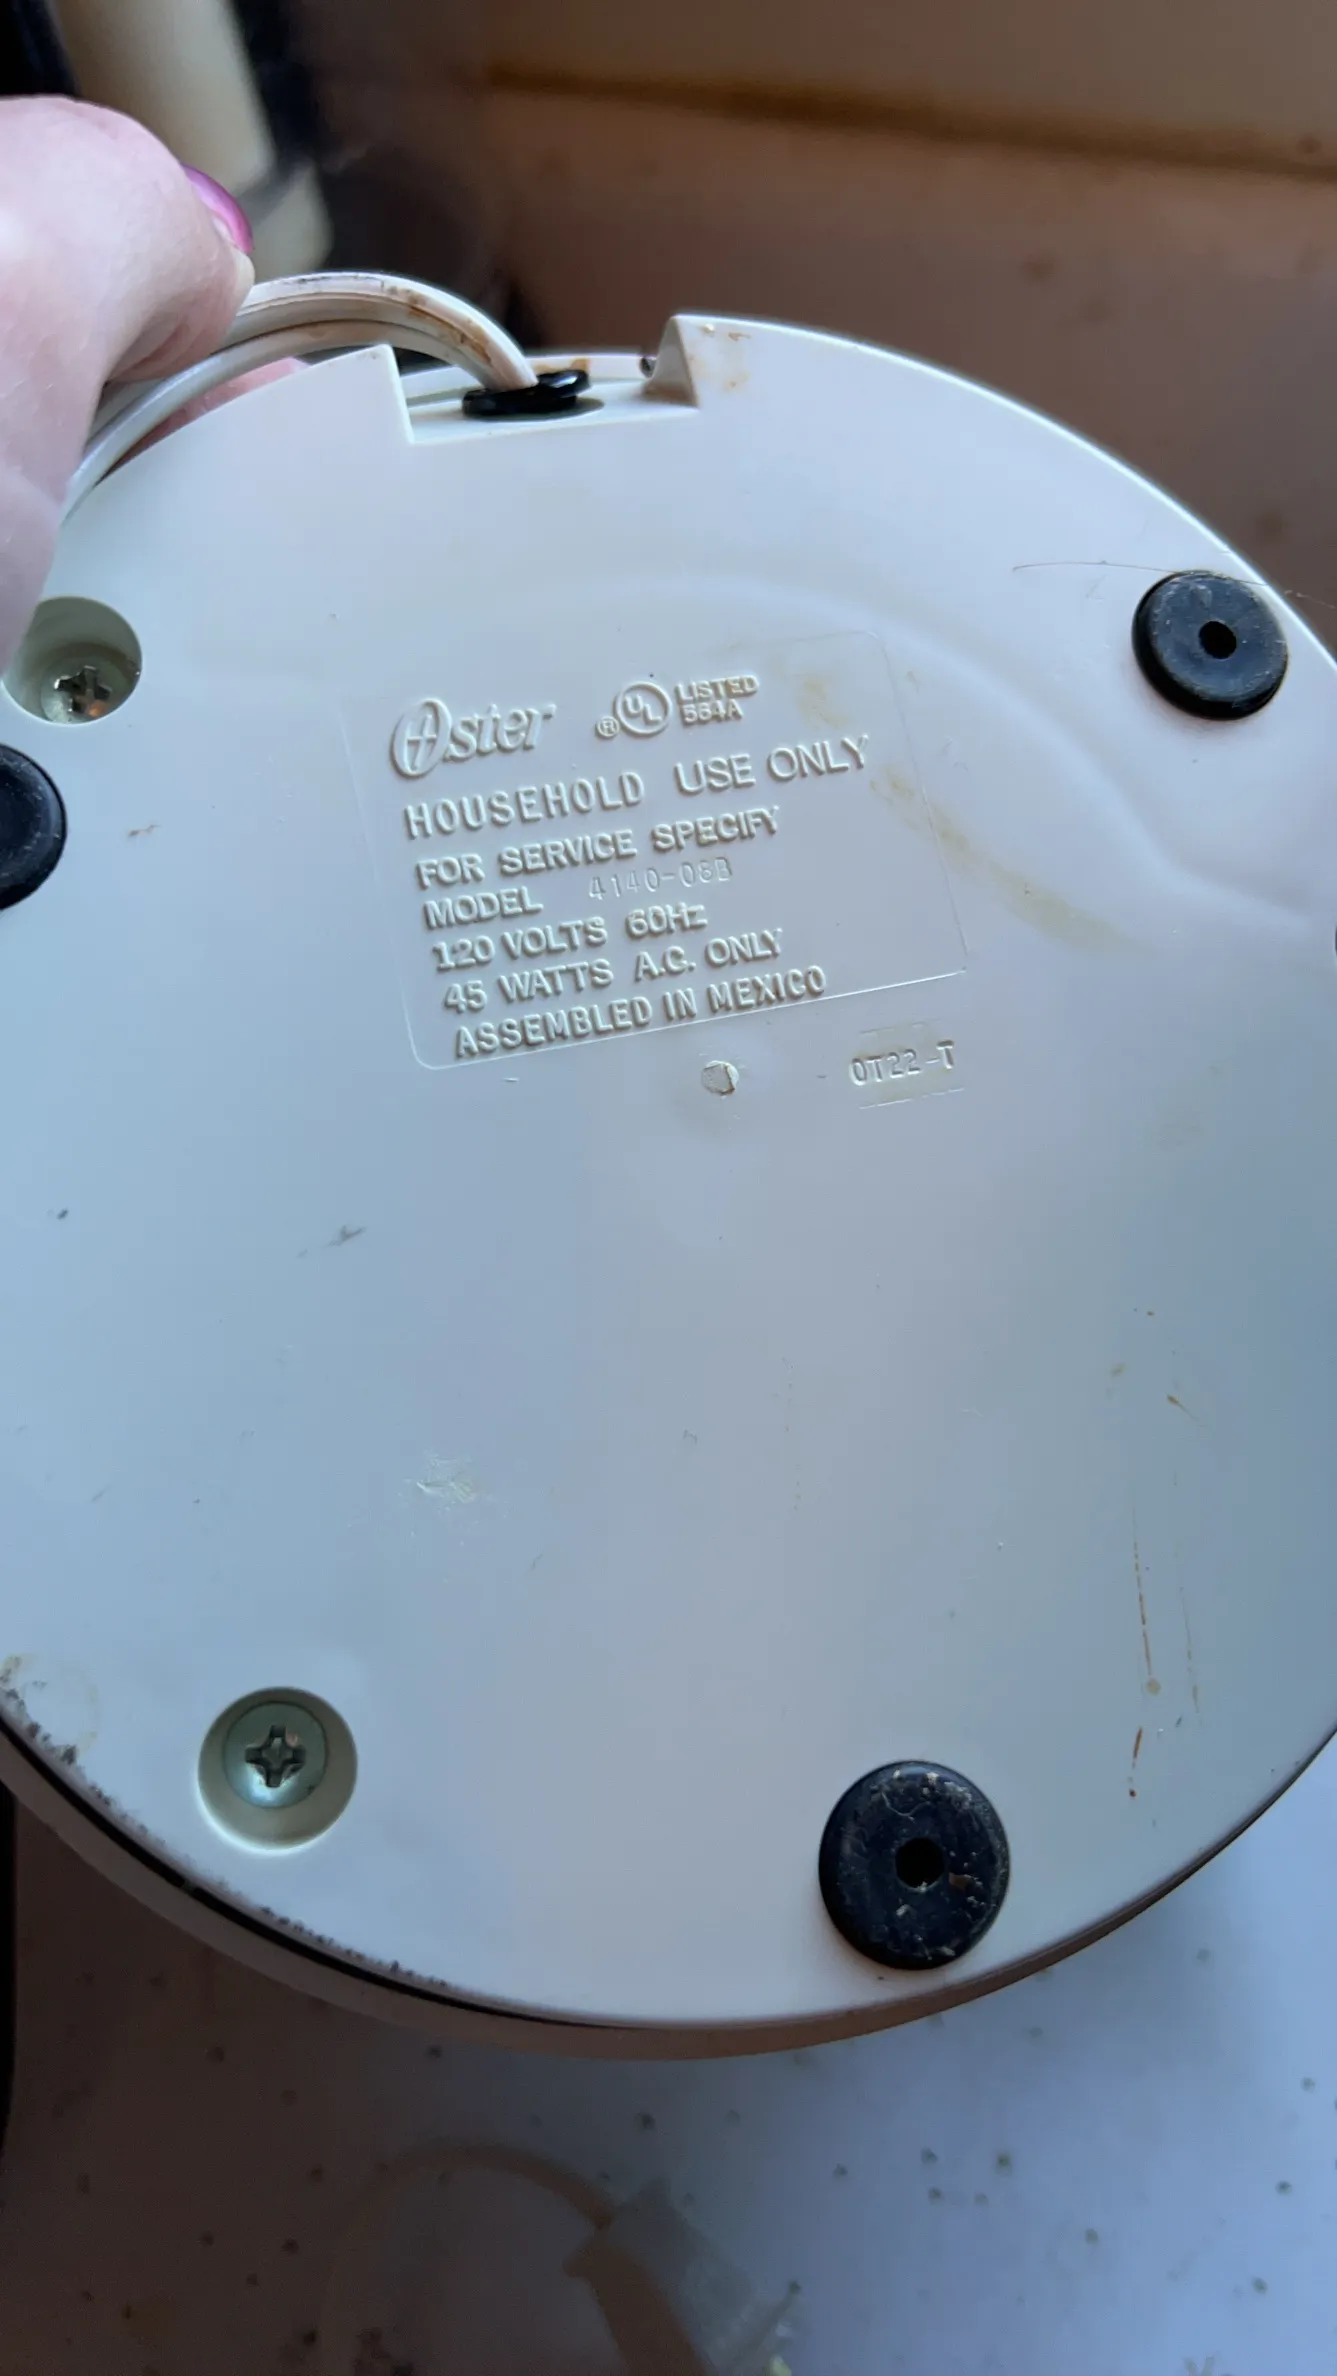 Oster ® UL LISTED
564A
HOUSEHOLD USE ONLY
FOR SERVICE SPECIFY
MODEL 4140-08B
120 VOLTS 60Hz
45 WATTS A.C. ONLY
ASSEMBLED IN MEXICO
OT22-T